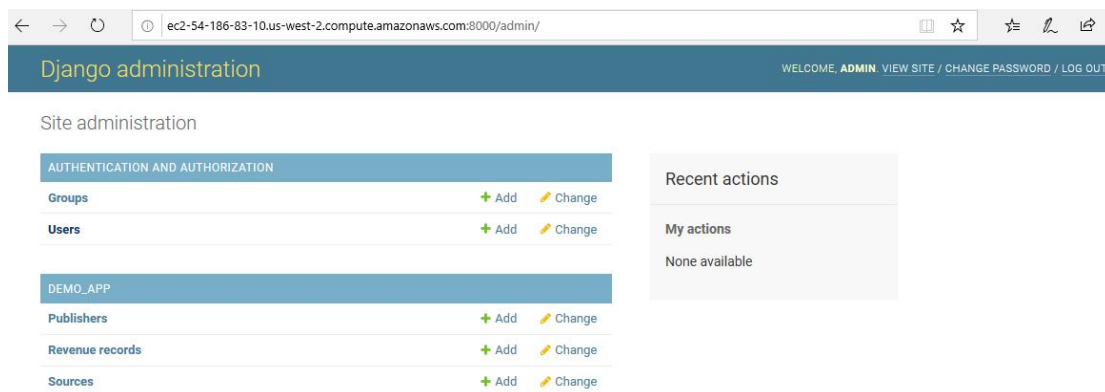 ec2-54-186-83-10.us-west-2.compute.amazonaws.com:8000/admin/
Django administration
WELCOME, ADMIN. VIEW SITE / CHANGE PASSWORD / LOG OUT
Site administration
AUTHENTICATION AND AUTHORIZATION
Groups + Add Change
Users + Add Change
DEMO_APP
Publishers + Add Change
Revenue records + Add Change
Sources + Add Change
Recent actions
My actions
None available